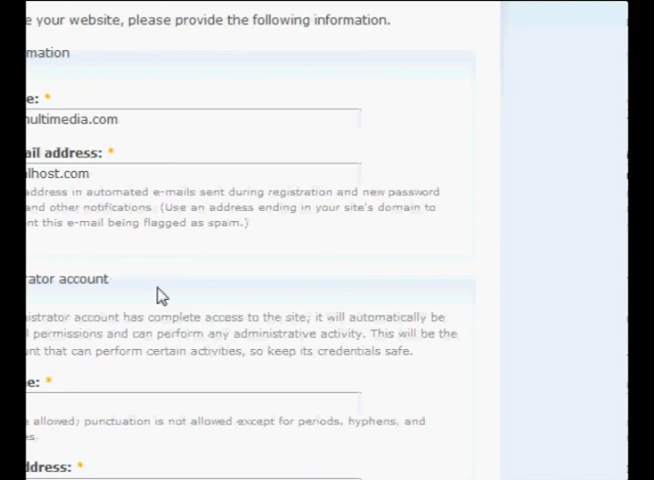 e your website, please provide the following information.
mation
e: *
nultimedia.com
ail address: *
lhost.com
address in automated e-mails sent during registration and new password
and other notifications. (Use an address ending in your site's domain to
nt this e-mail being flagged as spam.)
rator account
istrator account has complete access to the site; it will automatically be
l permissions and can perform any administrative activity. This will be the
unt that can perform certain activities, so keep its credentials safe.
e: *
allowed; punctuation is not allowed except for periods, hyphens, and
es.
ddress: *